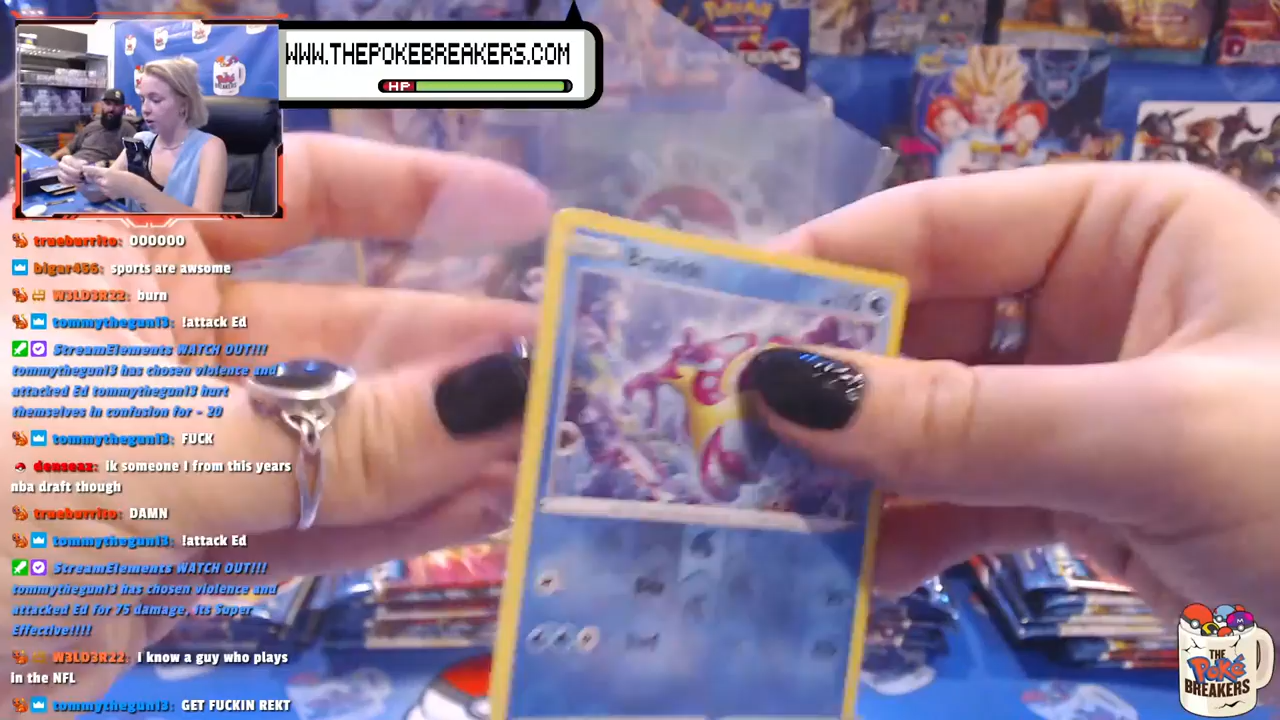 WWW.THEPOKEBREAKERS.COM
HP
trueburrito: OOOOOO
bigar456: sports are awsome
W3LD3R22: burn
tommythegun13: !attack Ed
StreamElements WATCH OUT!!!
tommythegun13 has chosen violence and
attacked Ed tommythegun13 hurt
themselves in confusion for - 20
tommythegun13: FUCK
denseaz: ik someone I from this years
nba draft though
trueburrito: DAMN
tommythegun13: !attack Ed
StreamElements WATCH OUT!!!
tommythegun13 has chosen violence and
attacked Ed for 75 damage, its Super
Effective!!!!
W3LD3R22: I know a guy who plays
in the NFL
tommythegun13: GET FUCKIN REKT
THE
Poké
BREAKERS